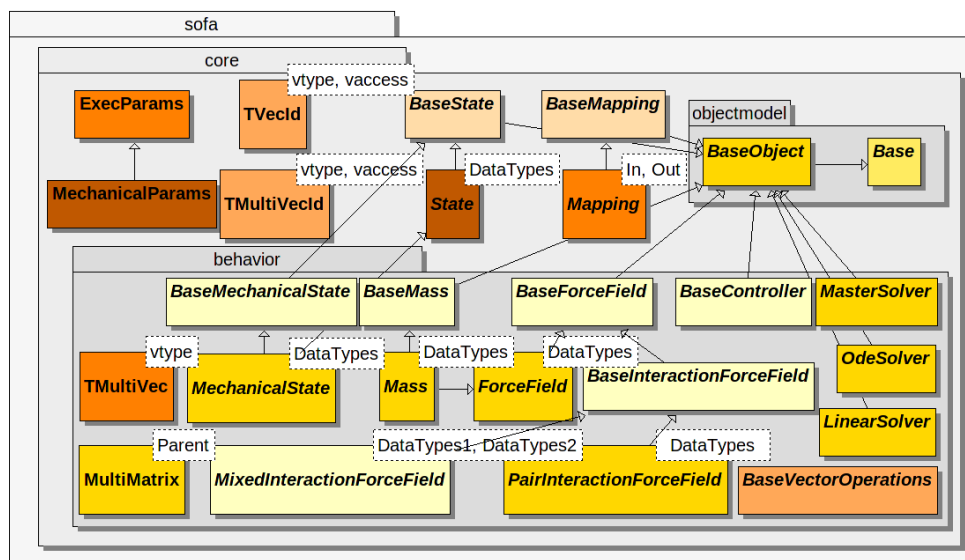 sofa
core
vtype, vaccess
ExecParams
TVecId
BaseState
BaseMapping
objectmodel
BaseObject
Base
vtype, vaccess
DataTypes
In, Out
MechanicalParams
TMultiVecId
State
Mapping
behavior
BaseMechanicalState
BaseMass
BaseForceField
BaseController
MasterSolver
vtype
DataTypes
DataTypes
DataTypes
TMultiVec
MechanicalState
Mass
ForceField
BaseInteractionForceField
OdeSolver
LinearSolver
Parent
DataTypes1, DataTypes2
DataTypes
MultiMatrix
MixedInteractionForceField
PairInteractionForceField
BaseVectorOperations